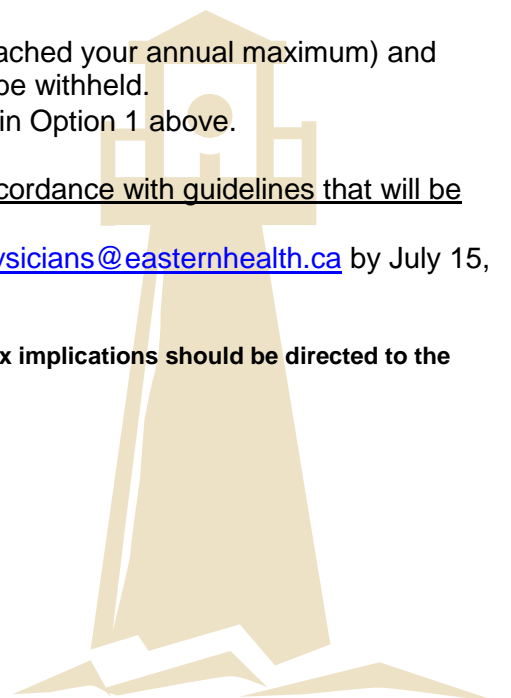 ached your annual maximum) and
be withheld.
in Option 1 above.
cordance with guidelines that will be
ysicians@easternhealth.ca by July 15,
x implications should be directed to the